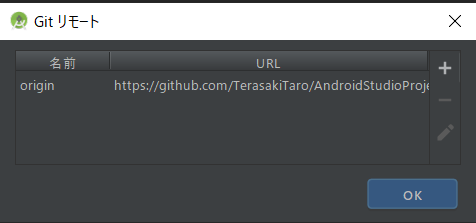 Git リモート
名前 URL
origin https://github.com/TerasakiTaro/AndroidStudioProje
OK